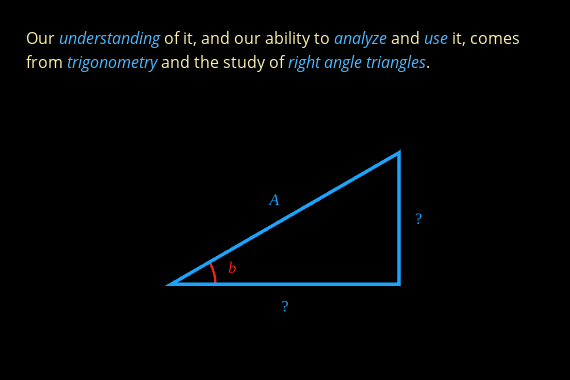 Our understanding of it, and our ability to analyze and use it, comes
from trigonometry and the study of right angle triangles.
A
?
b
?